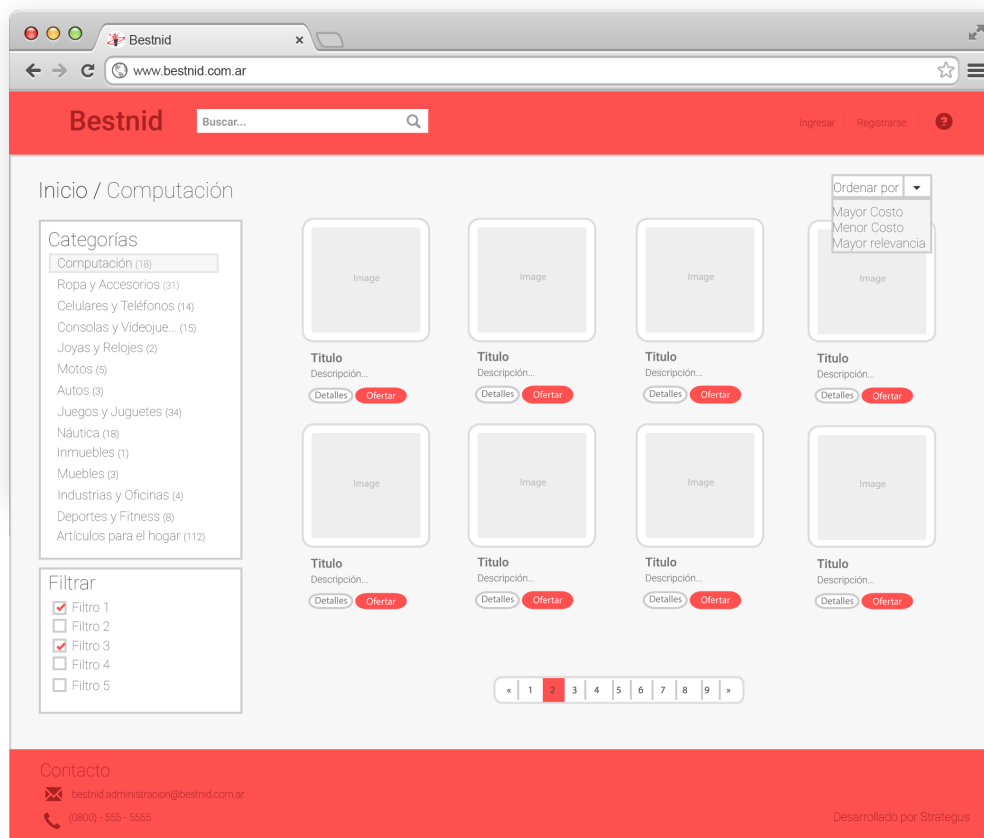 Bestnid
www.bestnid.com.ar
Bestnid
Buscar...
Ingresar
Registrarse
?
Inicio / Computación
Ordenar por
Mayor Costo
Menor Costo
Mayor relevancia
Categorías
Computación (18)
Ropa y Accesorios (31)
Celulares y Teléfonos (14)
Consolas y Videojue... (15)
Joyas y Relojes (2)
Motos (5)
Autos (3)
Juegos y Juguetes (34)
Náutica (18)
Inmuebles (1)
Muebles (3)
Industrias y Oficinas (4)
Deportes y Fitness (8)
Artículos para el hogar (112)
Filtrar
Filtro 1
Filtro 2
Filtro 3
Filtro 4
Filtro 5
Image
Titulo
Descripción...
Detalles Ofertar
Image
Titulo
Descripción...
Detalles Ofertar
Image
Titulo
Descripción...
Detalles Ofertar
Image
Titulo
Descripción...
Detalles Ofertar
Image
Titulo
Descripción...
Detalles Ofertar
Image
Titulo
Descripción...
Detalles Ofertar
Image
Titulo
Descripción...
Detalles Ofertar
Image
Titulo
Descripción...
Detalles Ofertar
« 1 2 3 4 5 6 7 8 9 »
Contacto
bestnid.administracion@bestnid.com.ar
(0800) - 555 - 5555
Desarrollado por Strategus